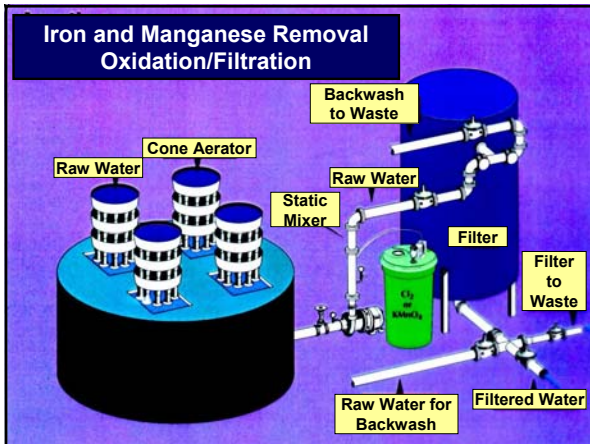 Iron and Manganese Removal
Oxidation/Filtration
Backwash
to Waste
Cone Aerator
Raw Water
Raw Water
Static
Mixer
Filter
Filter
to
Waste
Cl2
or
KMnO4
Raw Water for
Backwash
Filtered Water